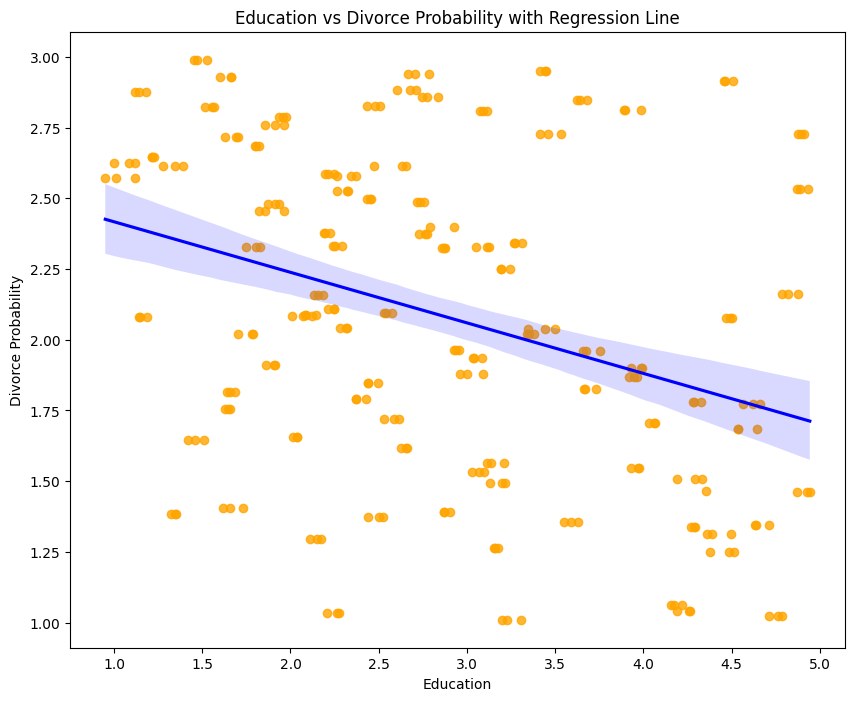 Education vs Divorce Probability with Regression Line
3.00
2.75
2.50
2.25
2.00
1.75
1.50
1.25
1.00
Divorce Probability
1.0 1.5 2.0 2.5 3.0 3.5 4.0 4.5 5.0
Education